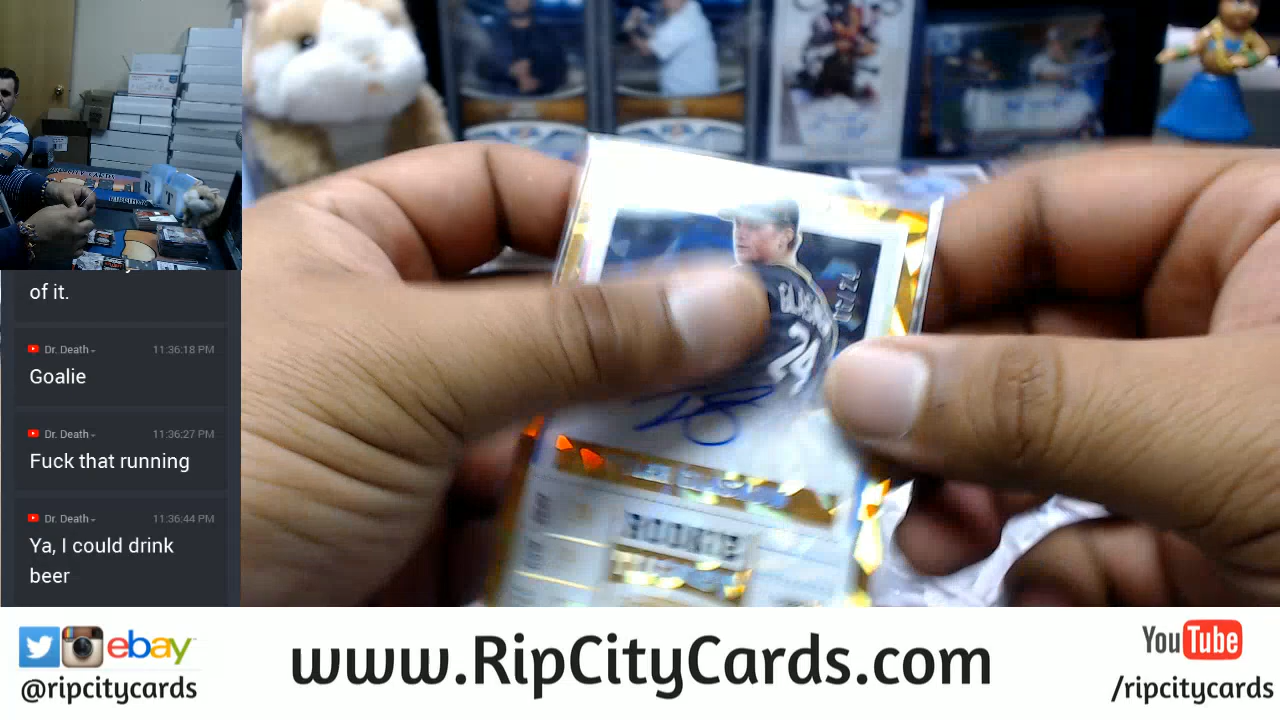 of it.
Dr. Death
11:36:18 PM
Goalie
Dr. Death
11:36:27 PM
Fuck that running
Dr. Death
11:36:44 PM
Ya, I could drink
beer
24
ROOKIE
ebay
@ripcitycards
www.RipCityCards.com
YouTube
/ripcitycards